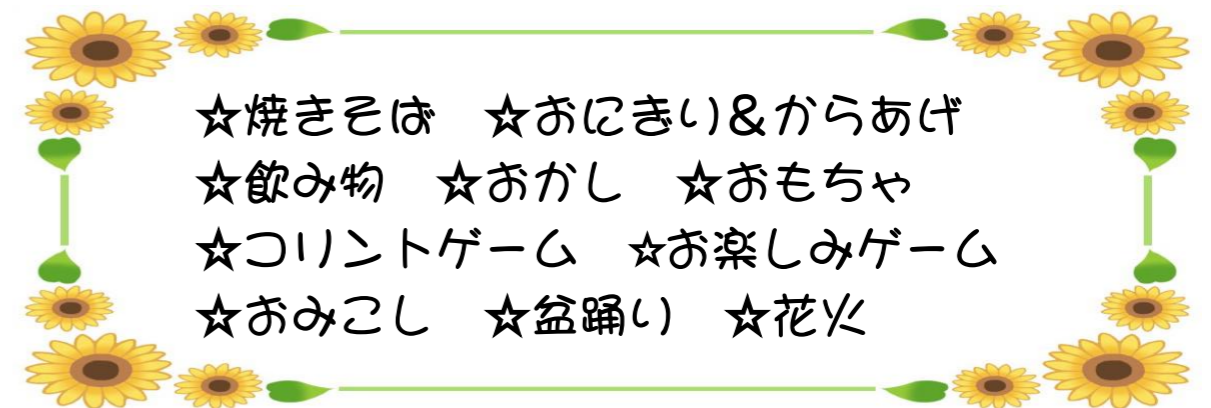 ☆焼きそば　☆おにぎり＆からあげ
☆飲み物　☆おかし　☆おもちゃ
☆コリントゲーム　☆お楽しみゲーム
☆おみこし　☆盆踊り　☆花火